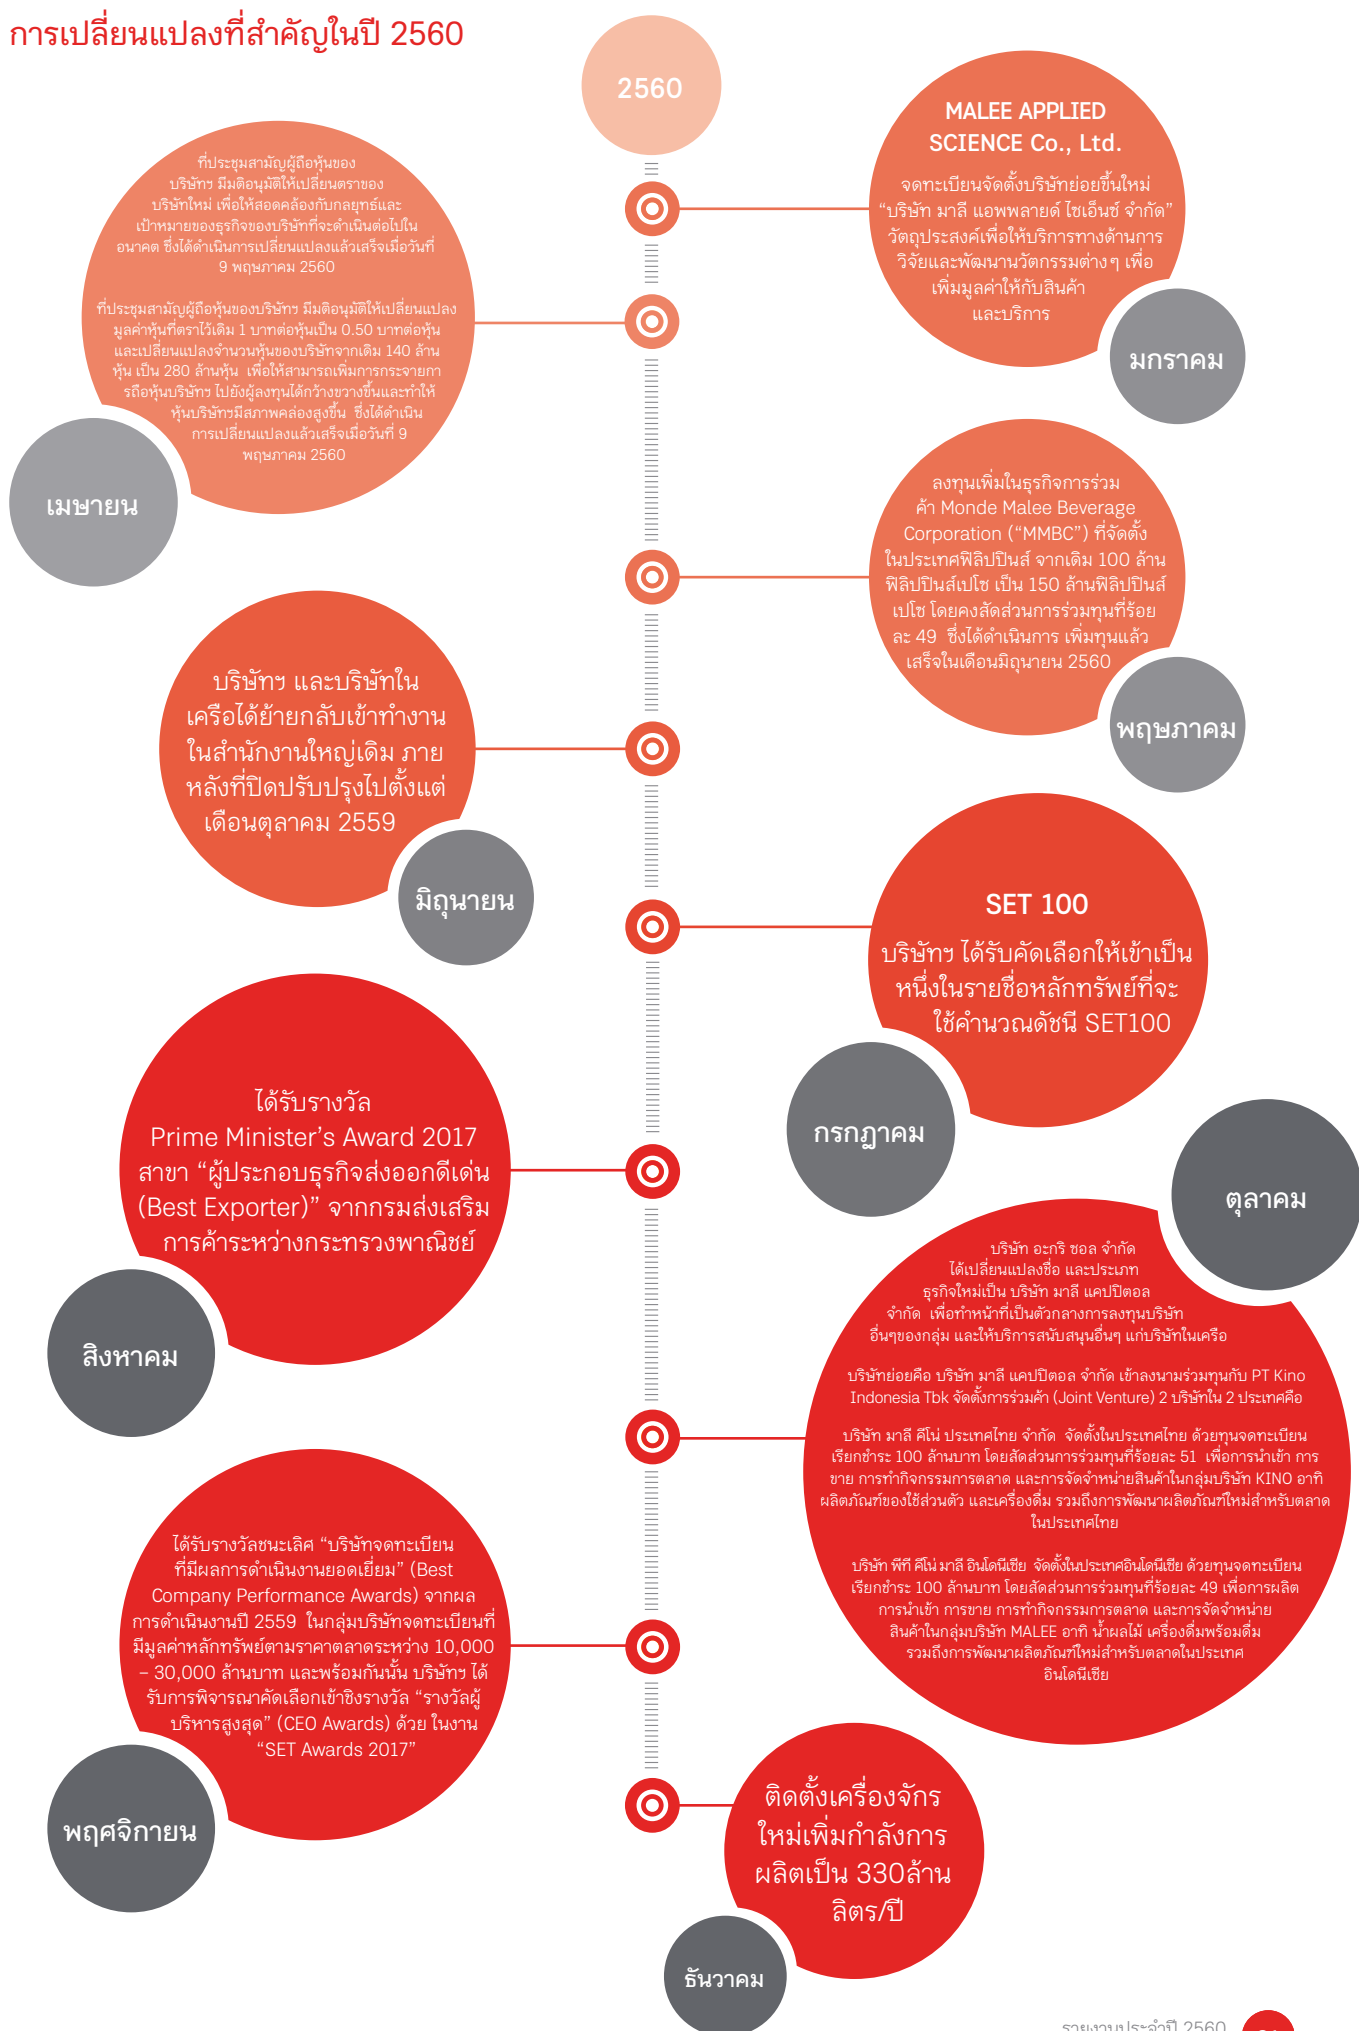 การเปลี่ยนแปลงที่สำคัญในปี 2560
2560
MALEE APPLIED
SCIENCE Co., Ltd.
จดทะเบียนจัดตั้งบริษัทย่อยขึ้นใหม่
“บริษัท มาลี แอพพลายด์ ไซเอ็นซ์ จำกัด”
วัตถุประสงค์เพื่อให้บริการทางด้านการ
วิจัยและพัฒนานวัตกรรมต่างๆ เพื่อ
เพิ่มมูลค่าให้กับสินค้า
และบริการ
มกราคม
ที่ประชุมสามัญผู้ถือหุ้นของ
บริษัทฯ มีมติอนุมัติให้เปลี่ยนตราของ
บริษัทใหม่ เพื่อให้สอดคล้องกับกลยุทธ์และ
เป้าหมายของธุรกิจของบริษัทที่จะดำเนินต่อไปใน
อนาคต ซึ่งได้ดำเนินการเปลี่ยนแปลงแล้วเสร็จเมื่อวันที่
9 พฤษภาคม 2560
ที่ประชุมสามัญผู้ถือหุ้นของบริษัทฯ มีมติอนุมัติให้เปลี่ยนแปลง
มูลค่าหุ้นที่ตราไว้เดิม 1 บาทต่อหุ้นเป็น 0.50 บาทต่อหุ้น
และเปลี่ยนแปลงจำนวนหุ้นของบริษัทจากเดิม 140 ล้าน
หุ้น เป็น 280 ล้านหุ้น เพื่อให้สามารถเพิ่มการกระจายกา
รถือหุ้นบริษัทฯ ไปยังผู้ลงทุนได้กว้างขวางขึ้นและทำให้
หุ้นบริษัทฯมีสภาพคล่องสูงขึ้น ซึ่งได้ดำเนิน
การเปลี่ยนแปลงแล้วเสร็จเมื่อวันที่ 9
พฤษภาคม 2560
เมษายน
ลงทุนเพิ่มในธุรกิจการร่วม
ค้า Monde Malee Beverage
Corporation (“MMBC”) ที่จัดตั้ง
ในประเทศฟิลิปปินส์ จากเดิม 100 ล้าน
ฟิลิปปินส์เปโซ เป็น 150 ล้านฟิลิปปินส์
เปโซ โดยคงสัดส่วนการร่วมทุนที่ร้อย
ละ 49 ซึ่งได้ดำเนินการ เพิ่มทุนแล้ว
เสร็จในเดือนมิถุนายน 2560
พฤษภาคม
บริษัทฯ และบริษัทใน
เครือได้ย้ายกลับเข้าทำงาน
ในสำนักงานใหญ่เดิม ภาย
หลังที่ปิดปรับปรุงไปตั้งแต่
เดือนตุลาคม 2559
มิถุนายน
SET 100
บริษัทฯ ได้รับคัดเลือกให้เข้าเป็น
หนึ่งในรายชื่อหลักทรัพย์ที่จะ
ใช้คำนวณดัชนี SET100
กรกฎาคม
ได้รับรางวัล
Prime Minister’s Award 2017
สาขา “ผู้ประกอบธุรกิจส่งออกดีเด่น
(Best Exporter)” จากกรมส่งเสริม
การค้าระหว่างกระทรวงพาณิชย์
สิงหาคม
ตุลาคม
บริษัท อะกริ ซอล จำกัด
ได้เปลี่ยนแปลงชื่อ และประเภท
ธุรกิจใหม่เป็น บริษัท มาลี แคปปิตอล
จำกัด เพื่อทำหน้าที่เป็นตัวกลางการลงทุนบริษัท
อื่นๆของกลุ่ม และให้บริการสนับสนุนอื่นๆ แก่บริษัทในเครือ
บริษัทย่อยคือ บริษัท มาลี แคปปิตอล จำกัด เข้าลงนามร่วมทุนกับ PT Kino
Indonesia Tbk จัดตั้งการร่วมค้า (Joint Venture) 2 บริษัทใน 2 ประเทศคือ
บริษัท มาลี คีโน่ ประเทศไทย จำกัด จัดตั้งในประเทศไทย ด้วยทุนจดทะเบียน
เรียกชำระ 100 ล้านบาท โดยสัดส่วนการร่วมทุนที่ร้อยละ 51 เพื่อการนำเข้า การ
ขาย การทำกิจกรรมการตลาด และการจัดจำหน่ายสินค้าในกลุ่มบริษัท KINO อาทิ
ผลิตภัณฑ์ของใช้ส่วนตัว และเครื่องดื่ม รวมถึงการพัฒนาผลิตภัณฑ์ใหม่สำหรับตลาด
ในประเทศไทย
บริษัท พีที คีโน่ มาลี อินโดนีเซีย จัดตั้งในประเทศอินโดนีเซีย ด้วยทุนจดทะเบียน
เรียกชำระ 100 ล้านบาท โดยสัดส่วนการร่วมทุนที่ร้อยละ 49 เพื่อการผลิต
การนำเข้า การขาย การทำกิจกรรมการตลาด และการจัดจำหน่าย
สินค้าในกลุ่มบริษัท MALEE อาทิ น้ำผลไม้ เครื่องดื่มพร้อมดื่ม
รวมถึงการพัฒนาผลิตภัณฑ์ใหม่สำหรับตลาดในประเทศ
อินโดนีเซีย
ได้รับรางวัลชนะเลิศ “บริษัทจดทะเบียน
ที่มีผลการดำเนินงานยอดเยี่ยม” (Best
Company Performance Awards) จากผล
การดำเนินงานปี 2559 ในกลุ่มบริษัทจดทะเบียนที่
มีมูลค่าหลักทรัพย์ตามราคาตลาดระหว่าง 10,000
– 30,000 ล้านบาท และพร้อมกันนั้น บริษัทฯ ได้
รับการพิจารณาคัดเลือกเข้าชิงรางวัล “รางวัลผู้
บริหารสูงสุด” (CEO Awards) ด้วย ในงาน
“SET Awards 2017”
พฤศจิกายน
ติดตั้งเครื่องจักร
ใหม่เพิ่มกำลังการ
ผลิตเป็น 330ล้าน
ลิตร/ปี
ธันวาคม
รายงานประจำปี 2560